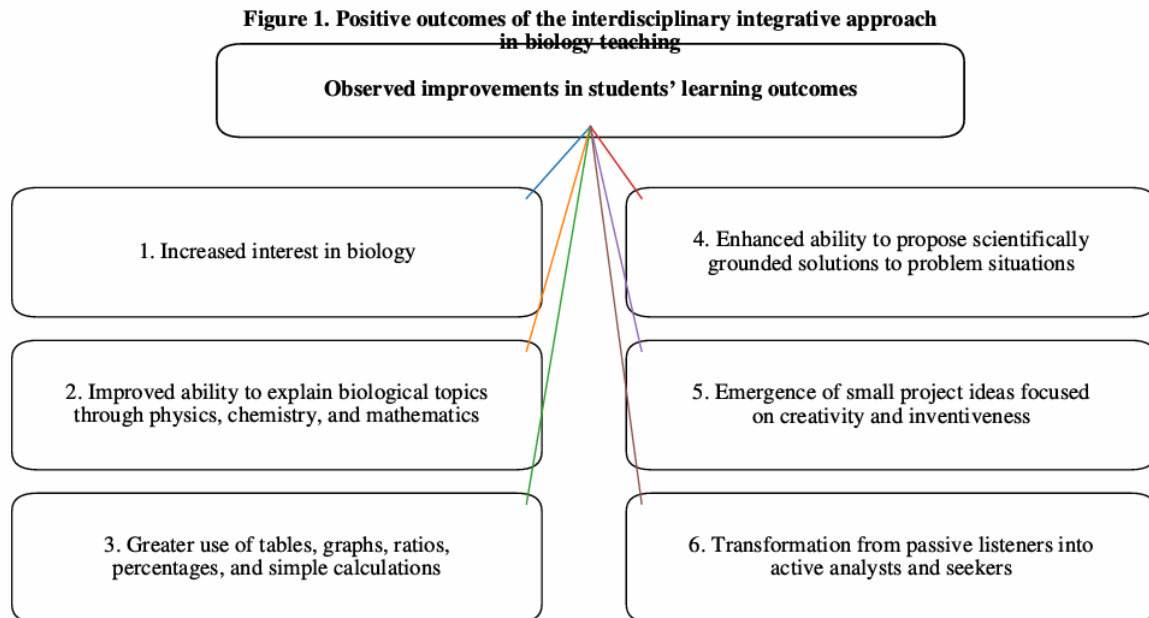 Figure 1. Positive outcomes of the interdisciplinary integrative approach
in biology teaching
Observed improvements in students’ learning outcomes
1. Increased interest in biology
2. Improved ability to explain biological topics
through physics, chemistry, and mathematics
3. Greater use of tables, graphs, ratios,
percentages, and simple calculations
4. Enhanced ability to propose scientifically
grounded solutions to problem situations
5. Emergence of small project ideas focused
on creativity and inventiveness
6. Transformation from passive listeners into
active analysts and seekers